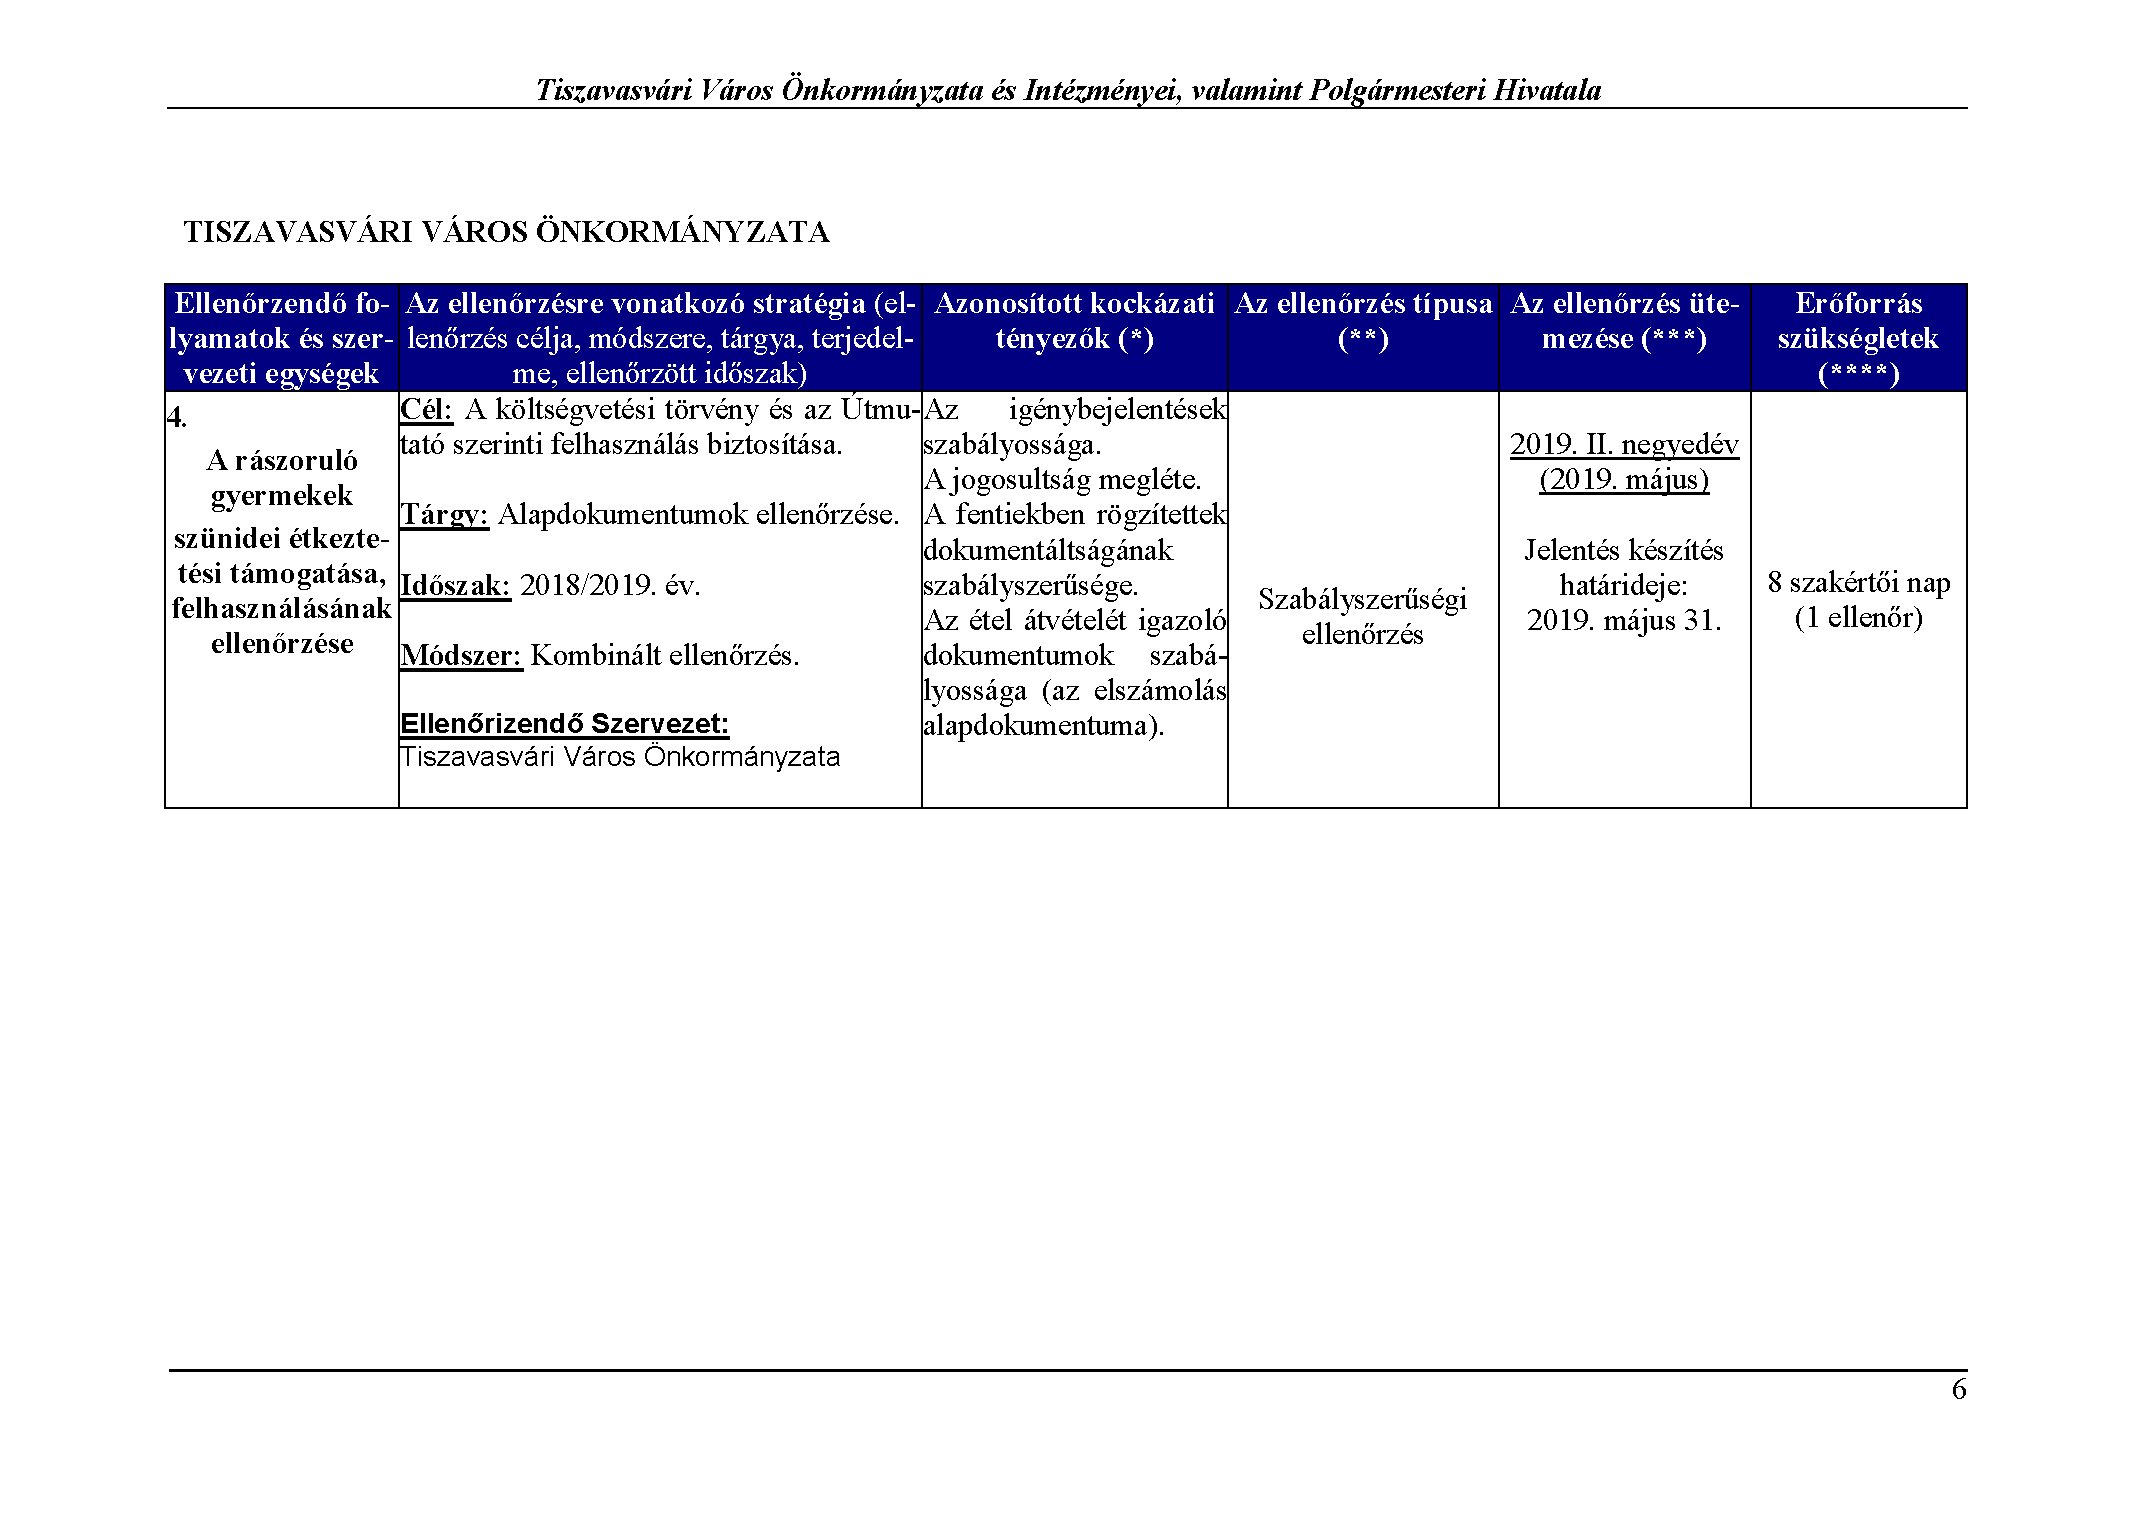 Tiszavasvári Város Önkormányzata és Intézményei, valamint Polgármesteri Hivatala
TISZAVASVÁRI VÁROS ÖNKORMÁNYZATA
Ellenőrzendő fo-
lyamatok és szer-
vezeti egységek
Az ellenőrzésre vonatkozó stratégia (el-
lenőrzés célja, módszere, tárgya, terjedel-
me, ellenőrzött időszak)
Azonosított kockázati
tényezők (*)
Az ellenőrzés típusa
(**)
Az ellenőrzés üte-
mezése (***)
Erőforrás
szükségletek
(****)
4.
A rászoruló
gyermekek
szünidei étkezte-
tési támogatása,
felhasználásának
ellenőrzése
Cél: A költségvetési törvény és az Útmu-
tató szerinti felhasználás biztosítása.
Tárgy: Alapdokumentumok ellenőrzése.
Időszak: 2018/2019. év.
Módszer: Kombinált ellenőrzés.
Ellenőrizendő Szervezet:
Tiszavasvári Város Önkormányzata
Az igénybejelentések
szabályossága.
A jogosultság megléte.
A fentiekben rögzítettek
dokumentáltságának
szabályszerűsége.
Az étel átvételét igazoló
dokumentumok szabá-
lyossága (az elszámolás
alapdokumentuma).
Szabályszerűségi
ellenőrzés
2019. II. negyedév
(2019. május)
Jelentés készítés
határideje:
2019. május 31.
8 szakértői nap
(1 ellenőr)
6